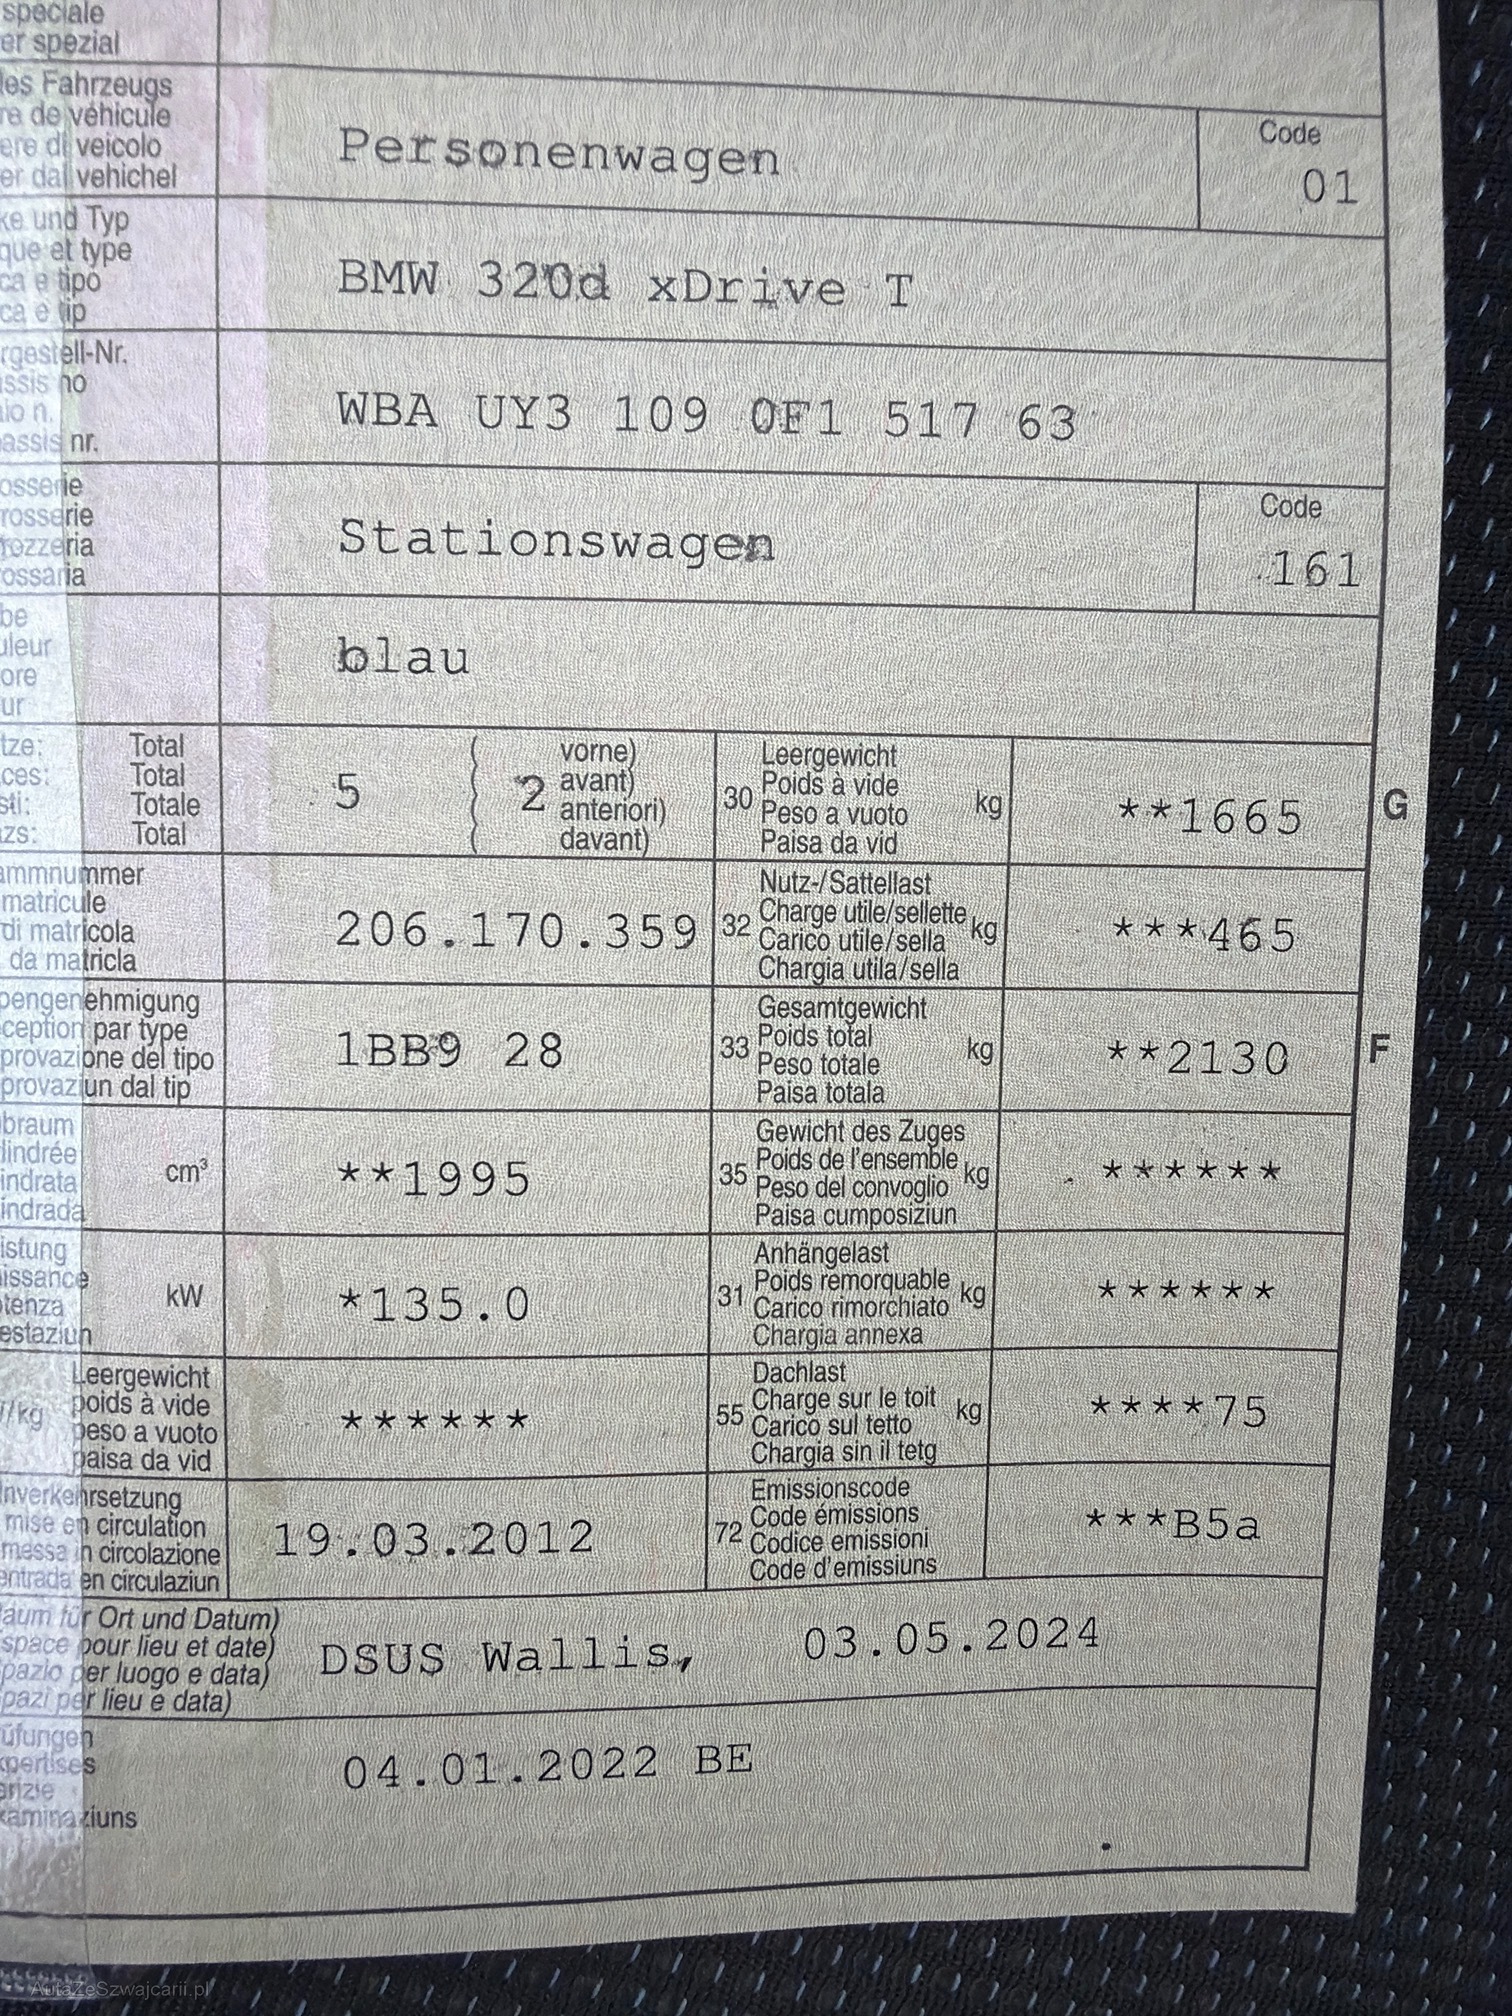 speciale
er spezial
les Fahrzeugs
re de véhicule
ere di veicolo
er dal vehichel
Personenwagen
Code
01
ke und Typ
que et type
ca e tipo
ca e tip
BMW 320d xDrive T
rgestell-Nr.
assis no
aio n.
assis nr.
WBA UY3 109 0F1 517 63
osserie
rosserie
rozzeria
ossaria
Stationswagen
Code
161
be
uleur
ore
ur
blau
tze: Total
ces: Total
sti: Totale
azs: Total
5
2
vorne)
avant)
anteriori)
davant)
30
Leergewicht
Poids à vide
Peso a vuoto
Paisa da vid
kg
**1665
G
ammnummer
matricule
di matricola
da matricla
206.170.359
32
Nutz-/Sattellast
Charge utile/sellette
Carico utile/sella
Chargia utila/sella
kg
***465
pengenehmigung
ception par type
provazione del tipo
provaziun dal tip
1BB9 28
33
Gesamtgewicht
Poids total
Peso totale
Paisa totala
kg
**2130
F
braum
lindrée
indrata
indrada
cm³
**1995
35
Gewicht des Zuges
Poids de l'ensemble
Peso del convoglio
Paisa cumposiziun
kg
******
istung
issance
tenza
estaziun
kW
*135.0
31
Anhängelast
Poids remorquable
Carico rimorchiato
Chargia annexa
kg
******
/kg
Leergewicht
poids à vide
peso a vuoto
paisa da vid
******
55
Dachlast
Charge sur le toit
Carico sul tetto
Chargia sin il tetg
kg
****75
nverkehrsetzung
mise en circulation
messa in circolazione
entrada en circulaziun
19.03.2012
72
Emissionscode
Code émissions
Codice emissioni
Code d'emissiuns
***B5a
aum für Ort und Datum)
space pour lieu et date)
pazio per luogo e data)
pazi per lieu e data)
DSUS Wallis, 03.05.2024
üfungen
xpertises
erizie
xaminaziuns
04.01.2022 BE
AutaZeSzwajcarii.pl